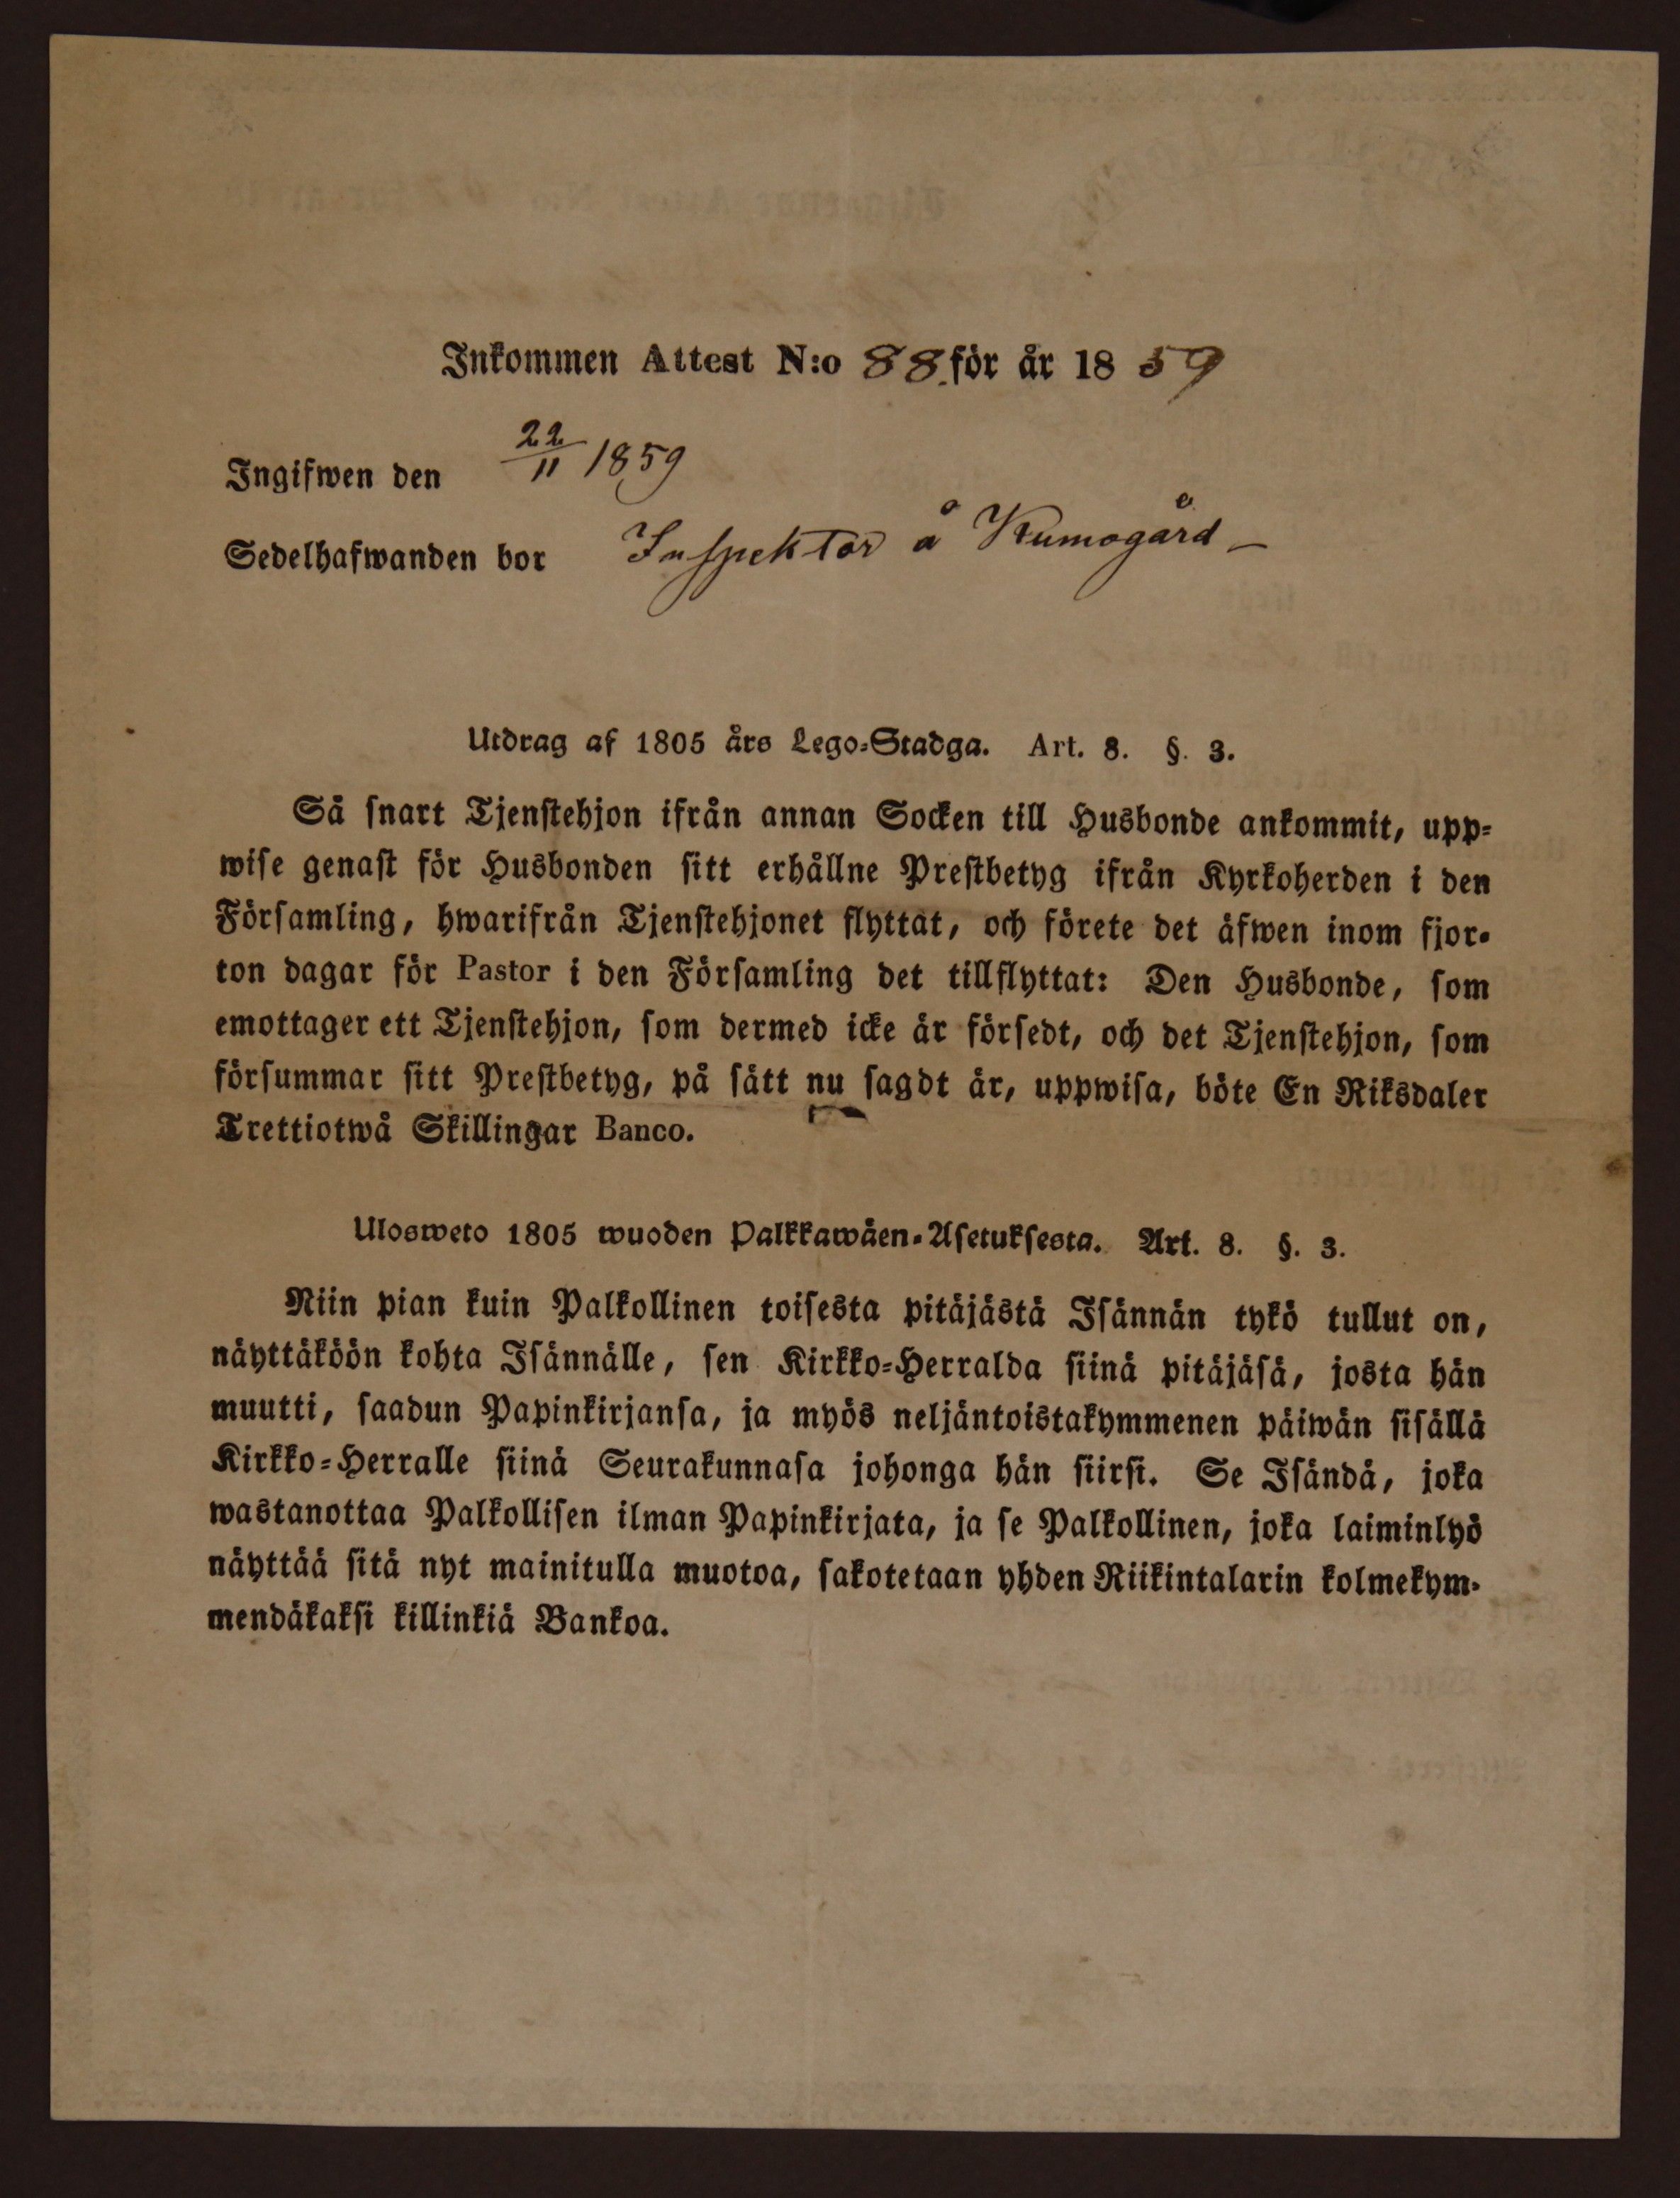 Inkommen Attest N:o 88. för år 1859
Ingifwen den 22/11 1859
Sedelhafwanden bor Inspektor å Kumogård –
Utdrag af 1805 års Lego-Stadga. Art. 8. §. 3.
Så snart Tjenstehjon ifrån annan Socken till Husbonde ankommit, upp-
wise genast för Husbonden sitt erhållne Prestbetyg ifrån Kyrkoherden i den
Församling, hwarifrån Tjenstehjonet flyttat, och förete det äfwen inom fjor-
ton dagar för Pastor i den Församling det tillflyttat: Den Husbonde, som
emottager ett Tjenstehjon, som dermed icke är försedt, och det Tjenstehjon, som
försummar sitt Prestbetyg, på sätt nu sagdt är, uppwisa, böte En Riksdaler
Trettiotwå Skillingar Banco.
Ulosweto 1805 wuoden Palkkawäen-Asetuksesta. Art. 8. §. 3.
Niin pian kuin Palkollinen toisesta pitäjästä Isännän tykö tullut on,
näyttäköön kohta Isännälle, sen Kirkko-Herralda siinä pitäjäsä, josta hän
muutti, saadun Papinkirjansa, ja myös neljäntoistakymmenen päiwän sisällä
Kirkko-Herralle siinä Seurakunnasa johonga hän siirsi. Se Isändä, joka
wastanottaa Palkollisen ilman Papinkirjata, ja se Palkollinen, joka laiminlyö
näyttää sitä nyt mainitulla muotoa, sakotetaan yhden Riikintalarin kolmekym-
mendäkaksi killinkiä Bankoa.